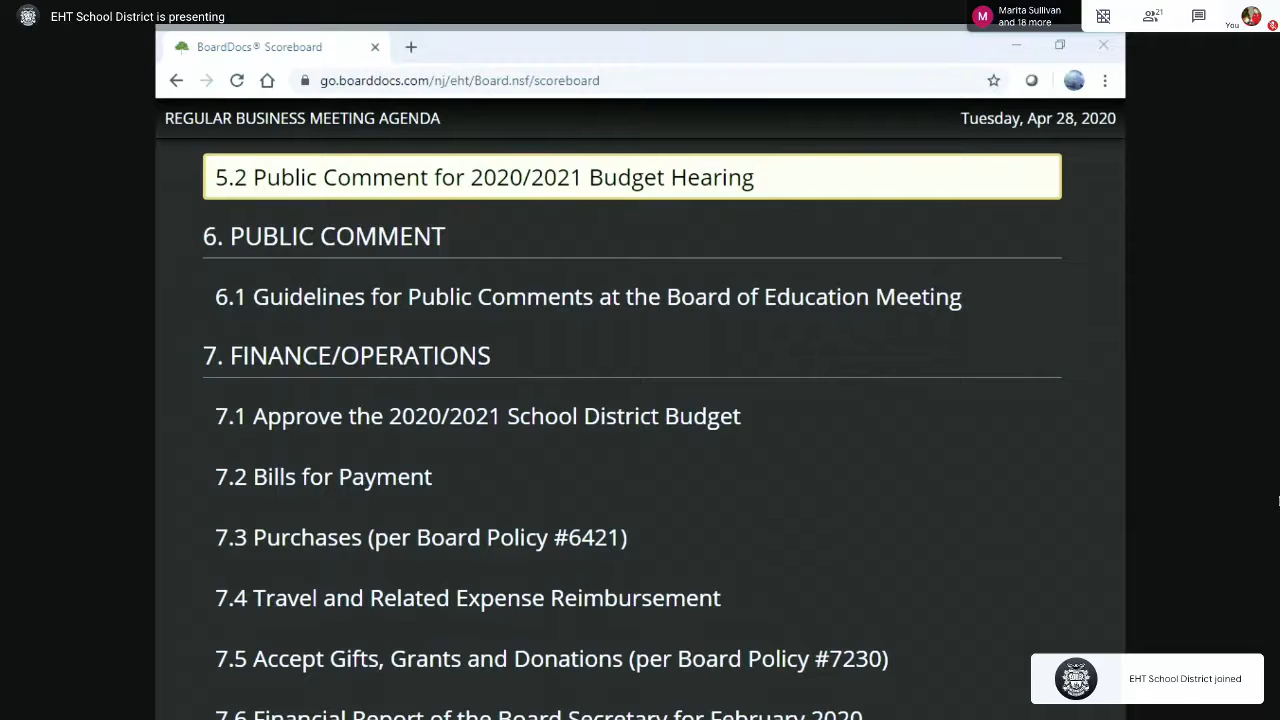 EHT School District is presenting
M
Marita Sullivan
and 18 more
21
You
BoardDocs® Scoreboard
go.boarddocs.com/nj/eht/Board.nsf/scoreboard
REGULAR BUSINESS MEETING AGENDA
Tuesday, Apr 28, 2020
5.2 Public Comment for 2020/2021 Budget Hearing
6. PUBLIC COMMENT
6.1 Guidelines for Public Comments at the Board of Education Meeting
7. FINANCE/OPERATIONS
7.1 Approve the 2020/2021 School District Budget
7.2 Bills for Payment
7.3 Purchases (per Board Policy #6421)
7.4 Travel and Related Expense Reimbursement
7.5 Accept Gifts, Grants and Donations (per Board Policy #7230)
EHT School District joined
7.6 Financial Report of the Board Secretary for February 2020